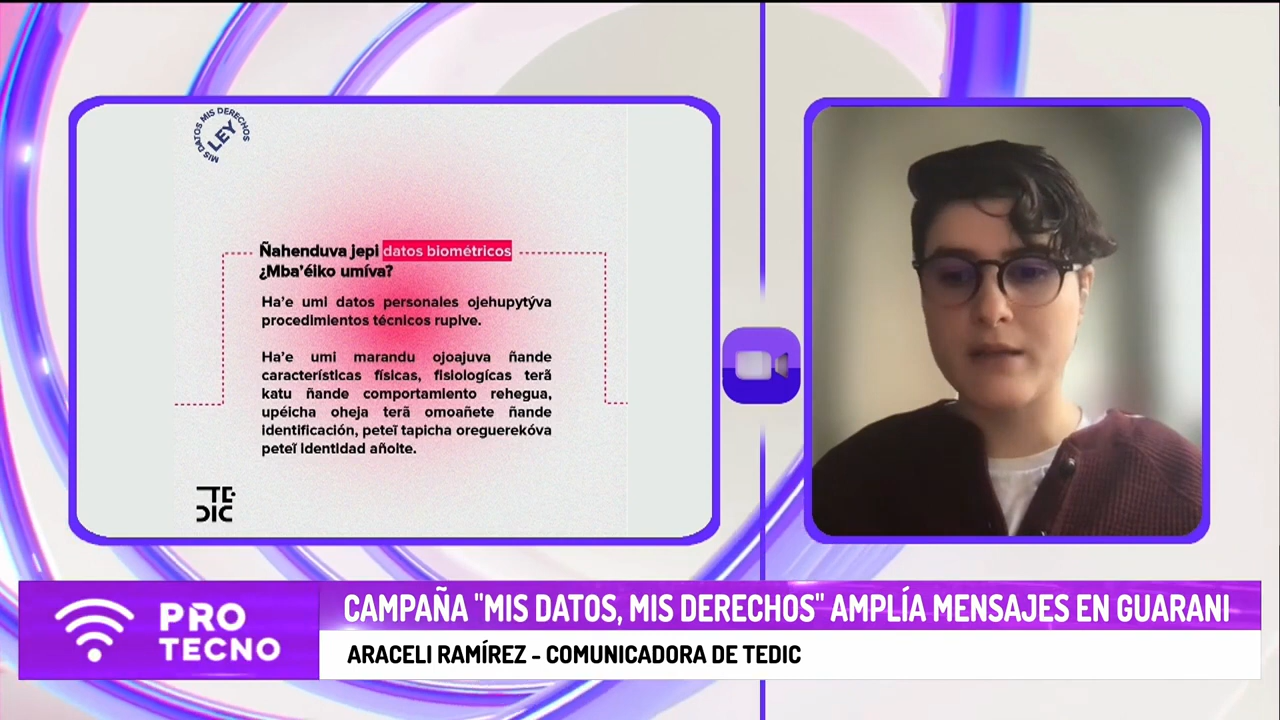 MIS DATOS MIS DERECHOS
LEY
Ñahenduva jepi datos biométricos
¿Mba'éiko umíva?
Ha'e umi datos personales ojehupytýva
procedimientos técnicos rupive.
Ha'e umi marandu ojoajuva ñande
características físicas, fisiologícas terã
katu ñande comportamiento rehegua,
upéicha oheja terã omoañete ñande
identificación, peteĩ tapicha oreguerekóva
peteĩ identidad añoite.
TEDIC
PRO
TECNO
CAMPAÑA "MIS DATOS, MIS DERECHOS" AMPLÍA MENSAJES EN GUARANI
ARACELI RAMÍREZ - COMUNICADORA DE TEDIC